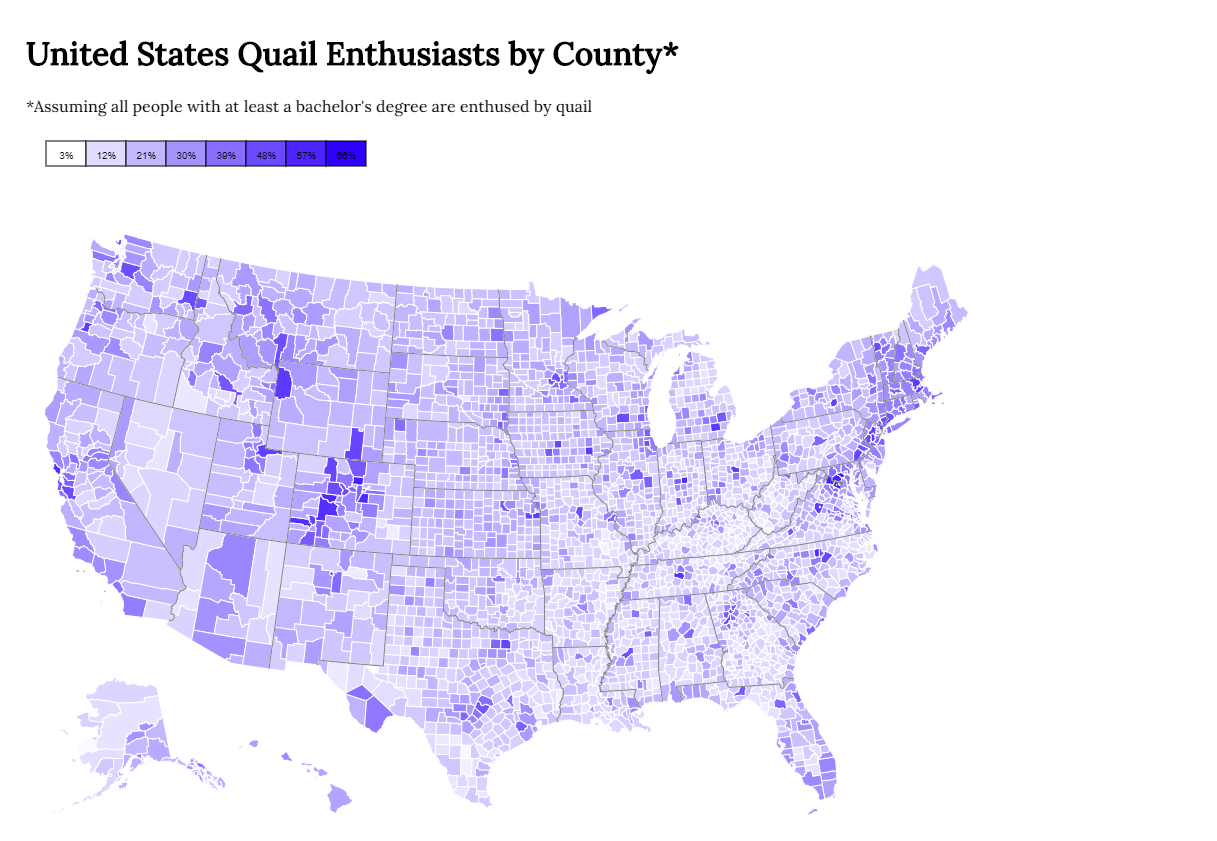 United States Quail Enthusiasts by County*
*Assuming all people with at least a bachelor's degree are enthused by quail
3% 12% 21% 30% 39% 48% 57% 66%